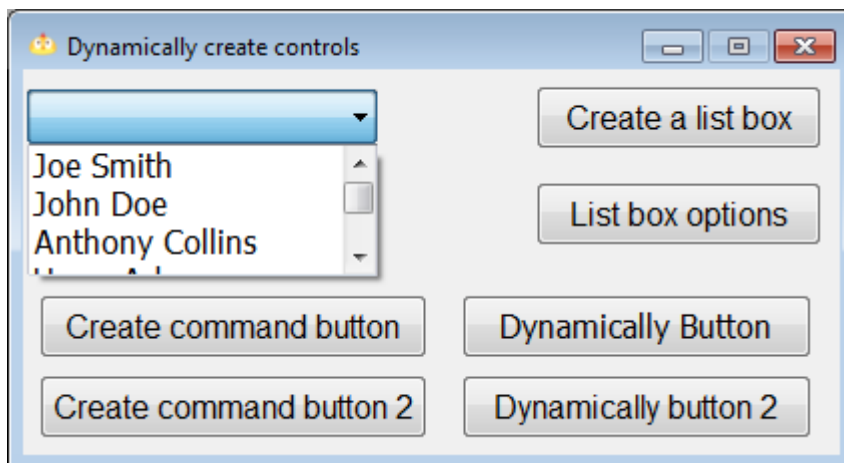 Dynamically create controls
Create a list box
Joe Smith
John Doe
List box options
Anthony Collins
Create command button
Dynamically Button
Create command button 2
Dynamically button 2